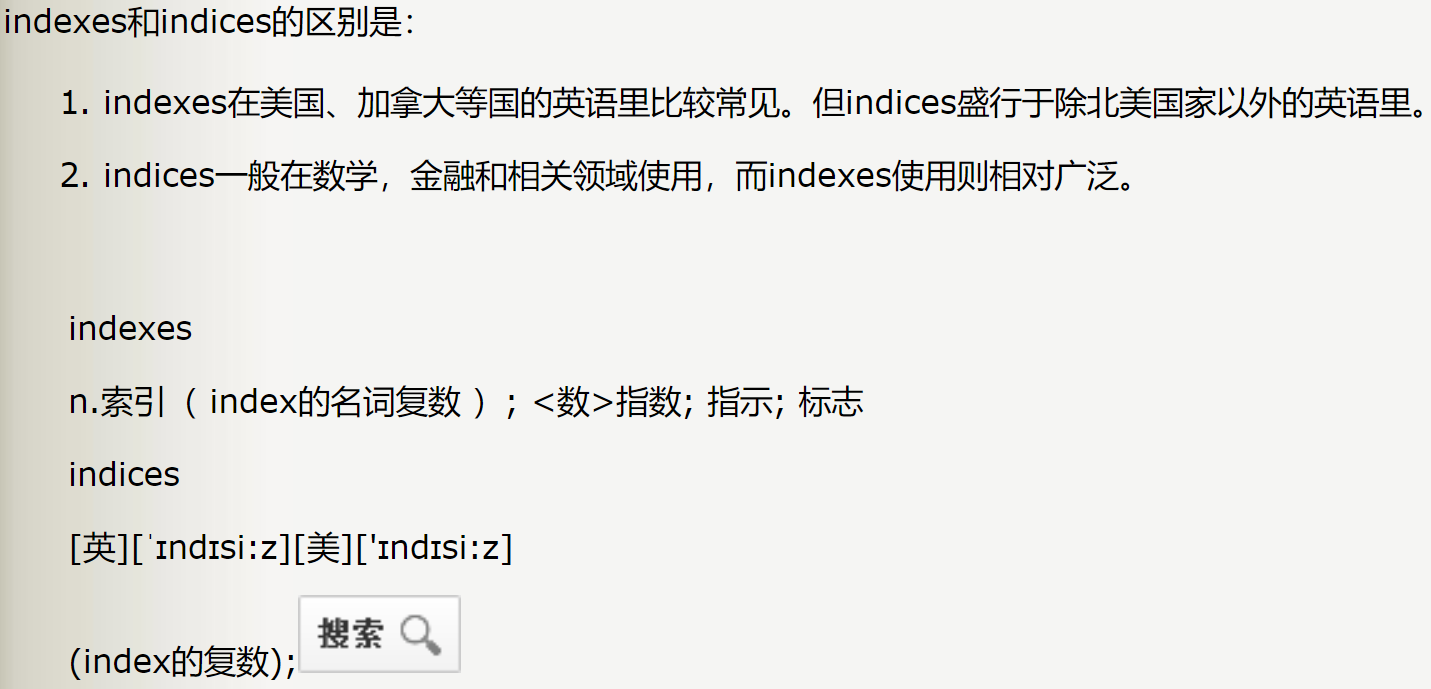 indexes和indices的区别是：
1. indexes在美国、加拿大等国的英语里比较常见。但indices盛行于除北美国家以外的英语里。
2. indices一般在数学，金融和相关领域使用，而indexes使用则相对广泛。
indexes
n.索引（ index的名词复数 ）; <数>指数; 指示; 标志
indices
[英][ˈɪndɪsi:z][美]['ɪndɪsi:z]
(index的复数);搜索